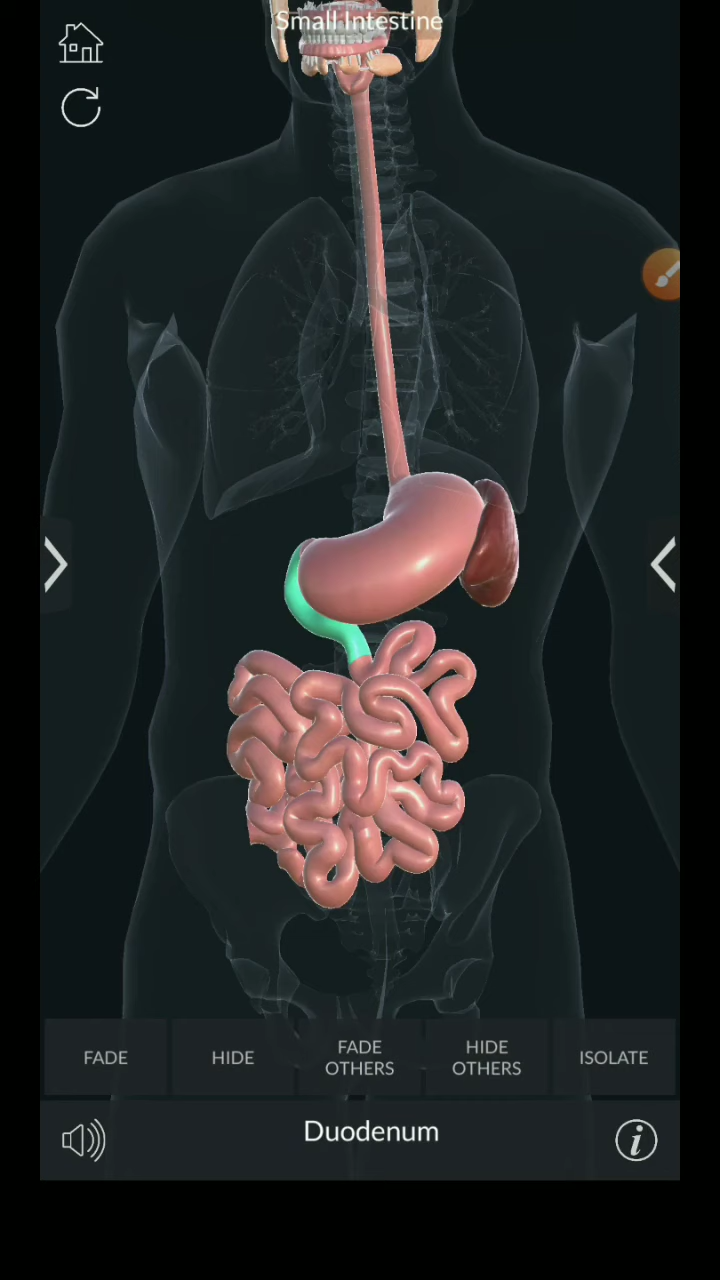 Small Intestine
FADE
HIDE
FADE
OTHERS
HIDE
OTHERS
ISOLATE
Duodenum